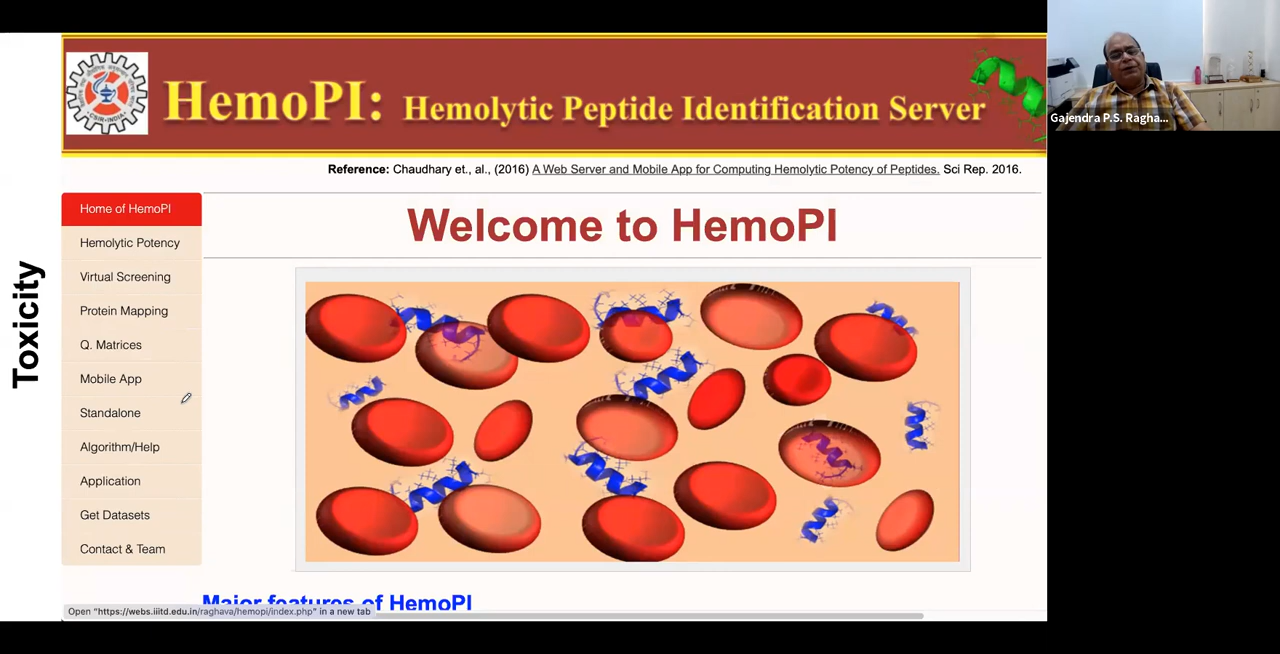 HemoPI: Hemolytic Peptide Identification Server
Gajendra P.S. Ragha...
Reference: Chaudhary et., al., (2016) A Web Server and Mobile App for Computing Hemolytic Potency of Peptides. Sci Rep. 2016.
Toxicity
Home of HemoPI
Hemolytic Potency
Virtual Screening
Protein Mapping
Q. Matrices
Mobile App
Standalone
Algorithm/Help
Application
Get Datasets
Contact & Team
Welcome to HemoPI
Major features of HemoPI
Open “https://webs.iiitd.edu.in/raghava/hemopi/index.php” in a new tab